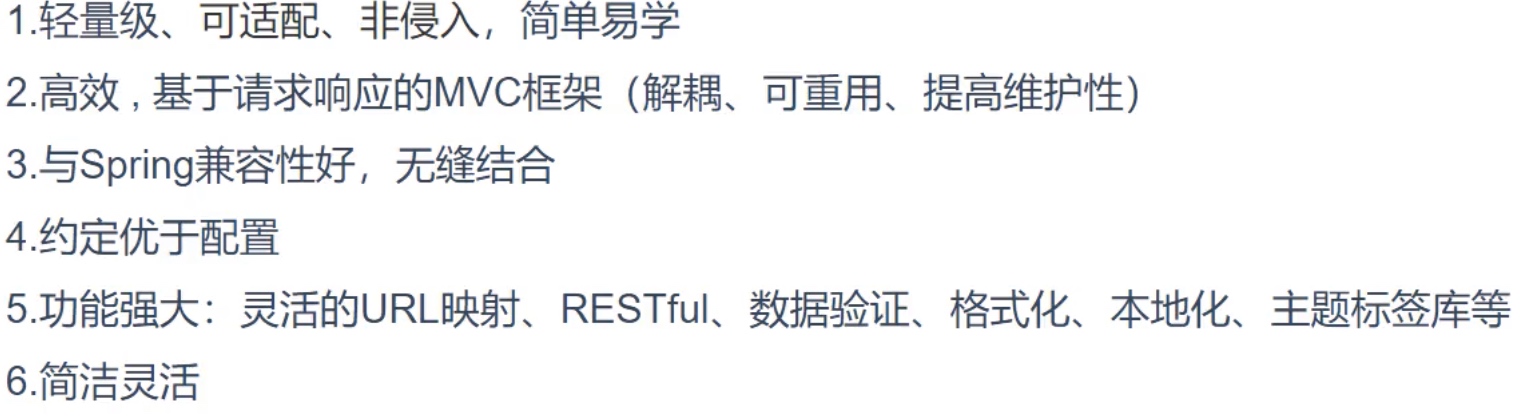 1.轻量级、可适配、非侵入，简单易学
2.高效 , 基于请求响应的MVC框架（解耦、可重用、提高维护性）
3.与Spring兼容性好，无缝结合
4.约定优于配置
5.功能强大：灵活的URL映射、RESTful、数据验证、格式化、本地化、主题标签库等
6.简洁灵活